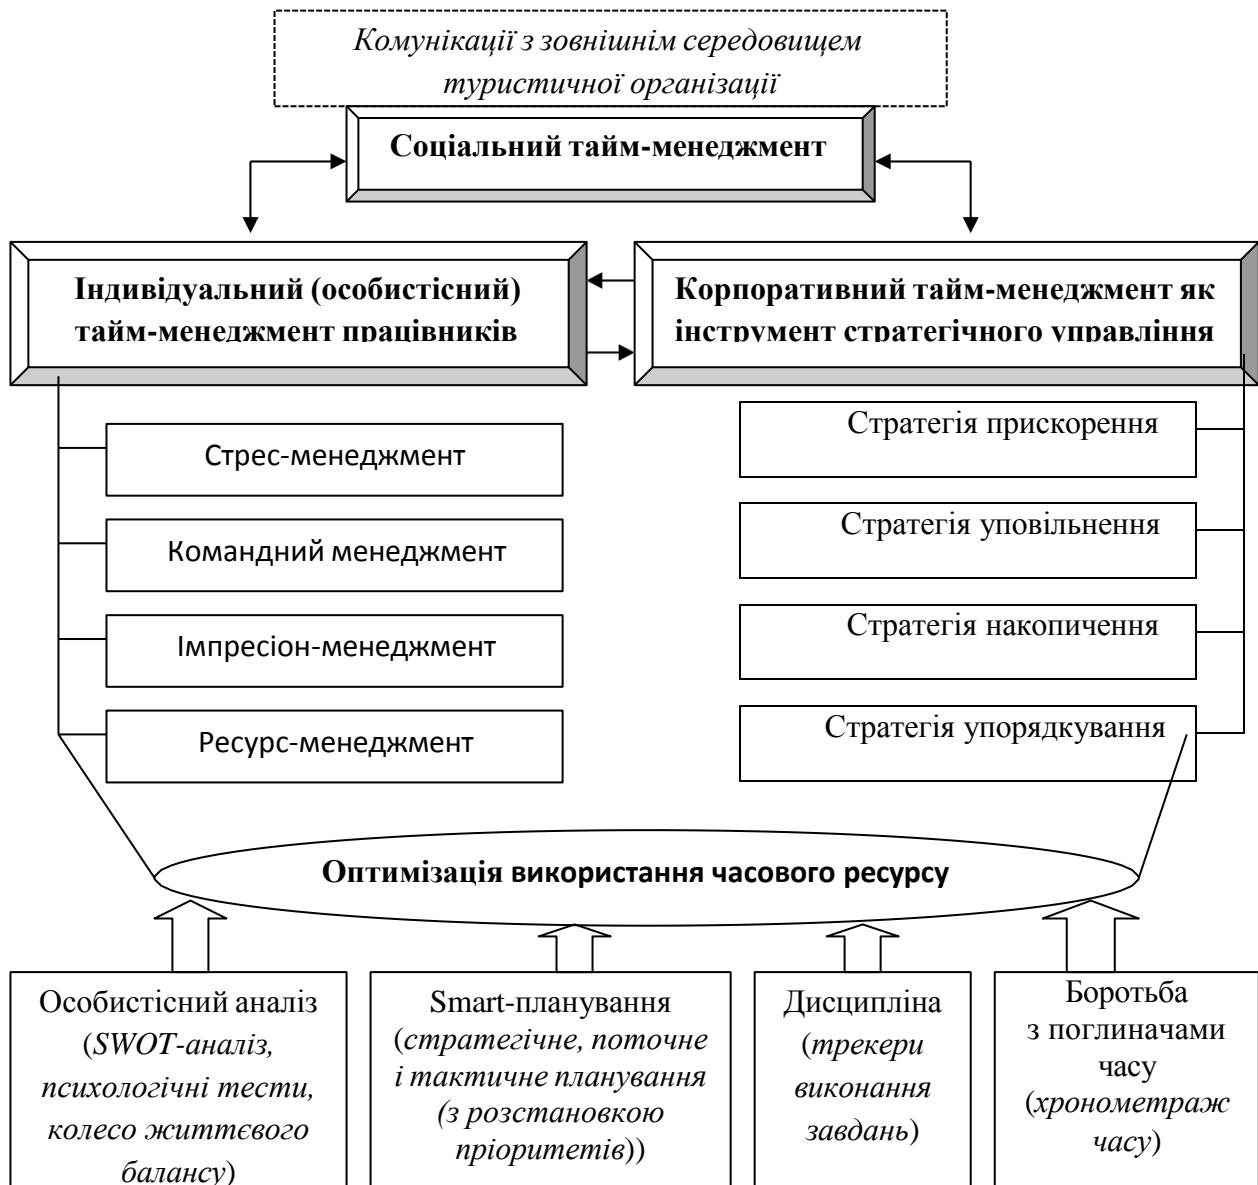 Комунікації з зовнішнім середовищем
туристичної організації
Соціальний тайм-менеджмент
Індивідуальний (особистісний)
тайм-менеджмент працівників
Корпоративний тайм-менеджмент як
інструмент стратегічного управління
Стрес-менеджмент
Командний менеджмент
Імпресіон-менеджмент
Ресурс-менеджмент
Стратегія прискорення
Стратегія уповільнення
Стратегія накопичення
Стратегія упорядкування
Оптимізація використання часового ресурсу
Особистісний аналіз
(SWOT-аналіз,
психологічні тести,
колесо життєвого
балансу)
Smart-планування
(стратегічне, поточне
і тактичне планування
(з розстановкою
пріоритетів))
Дисципліна
(трекери
виконання
завдань)
Боротьба
з поглиначами
часу
(хронометраж
часу)